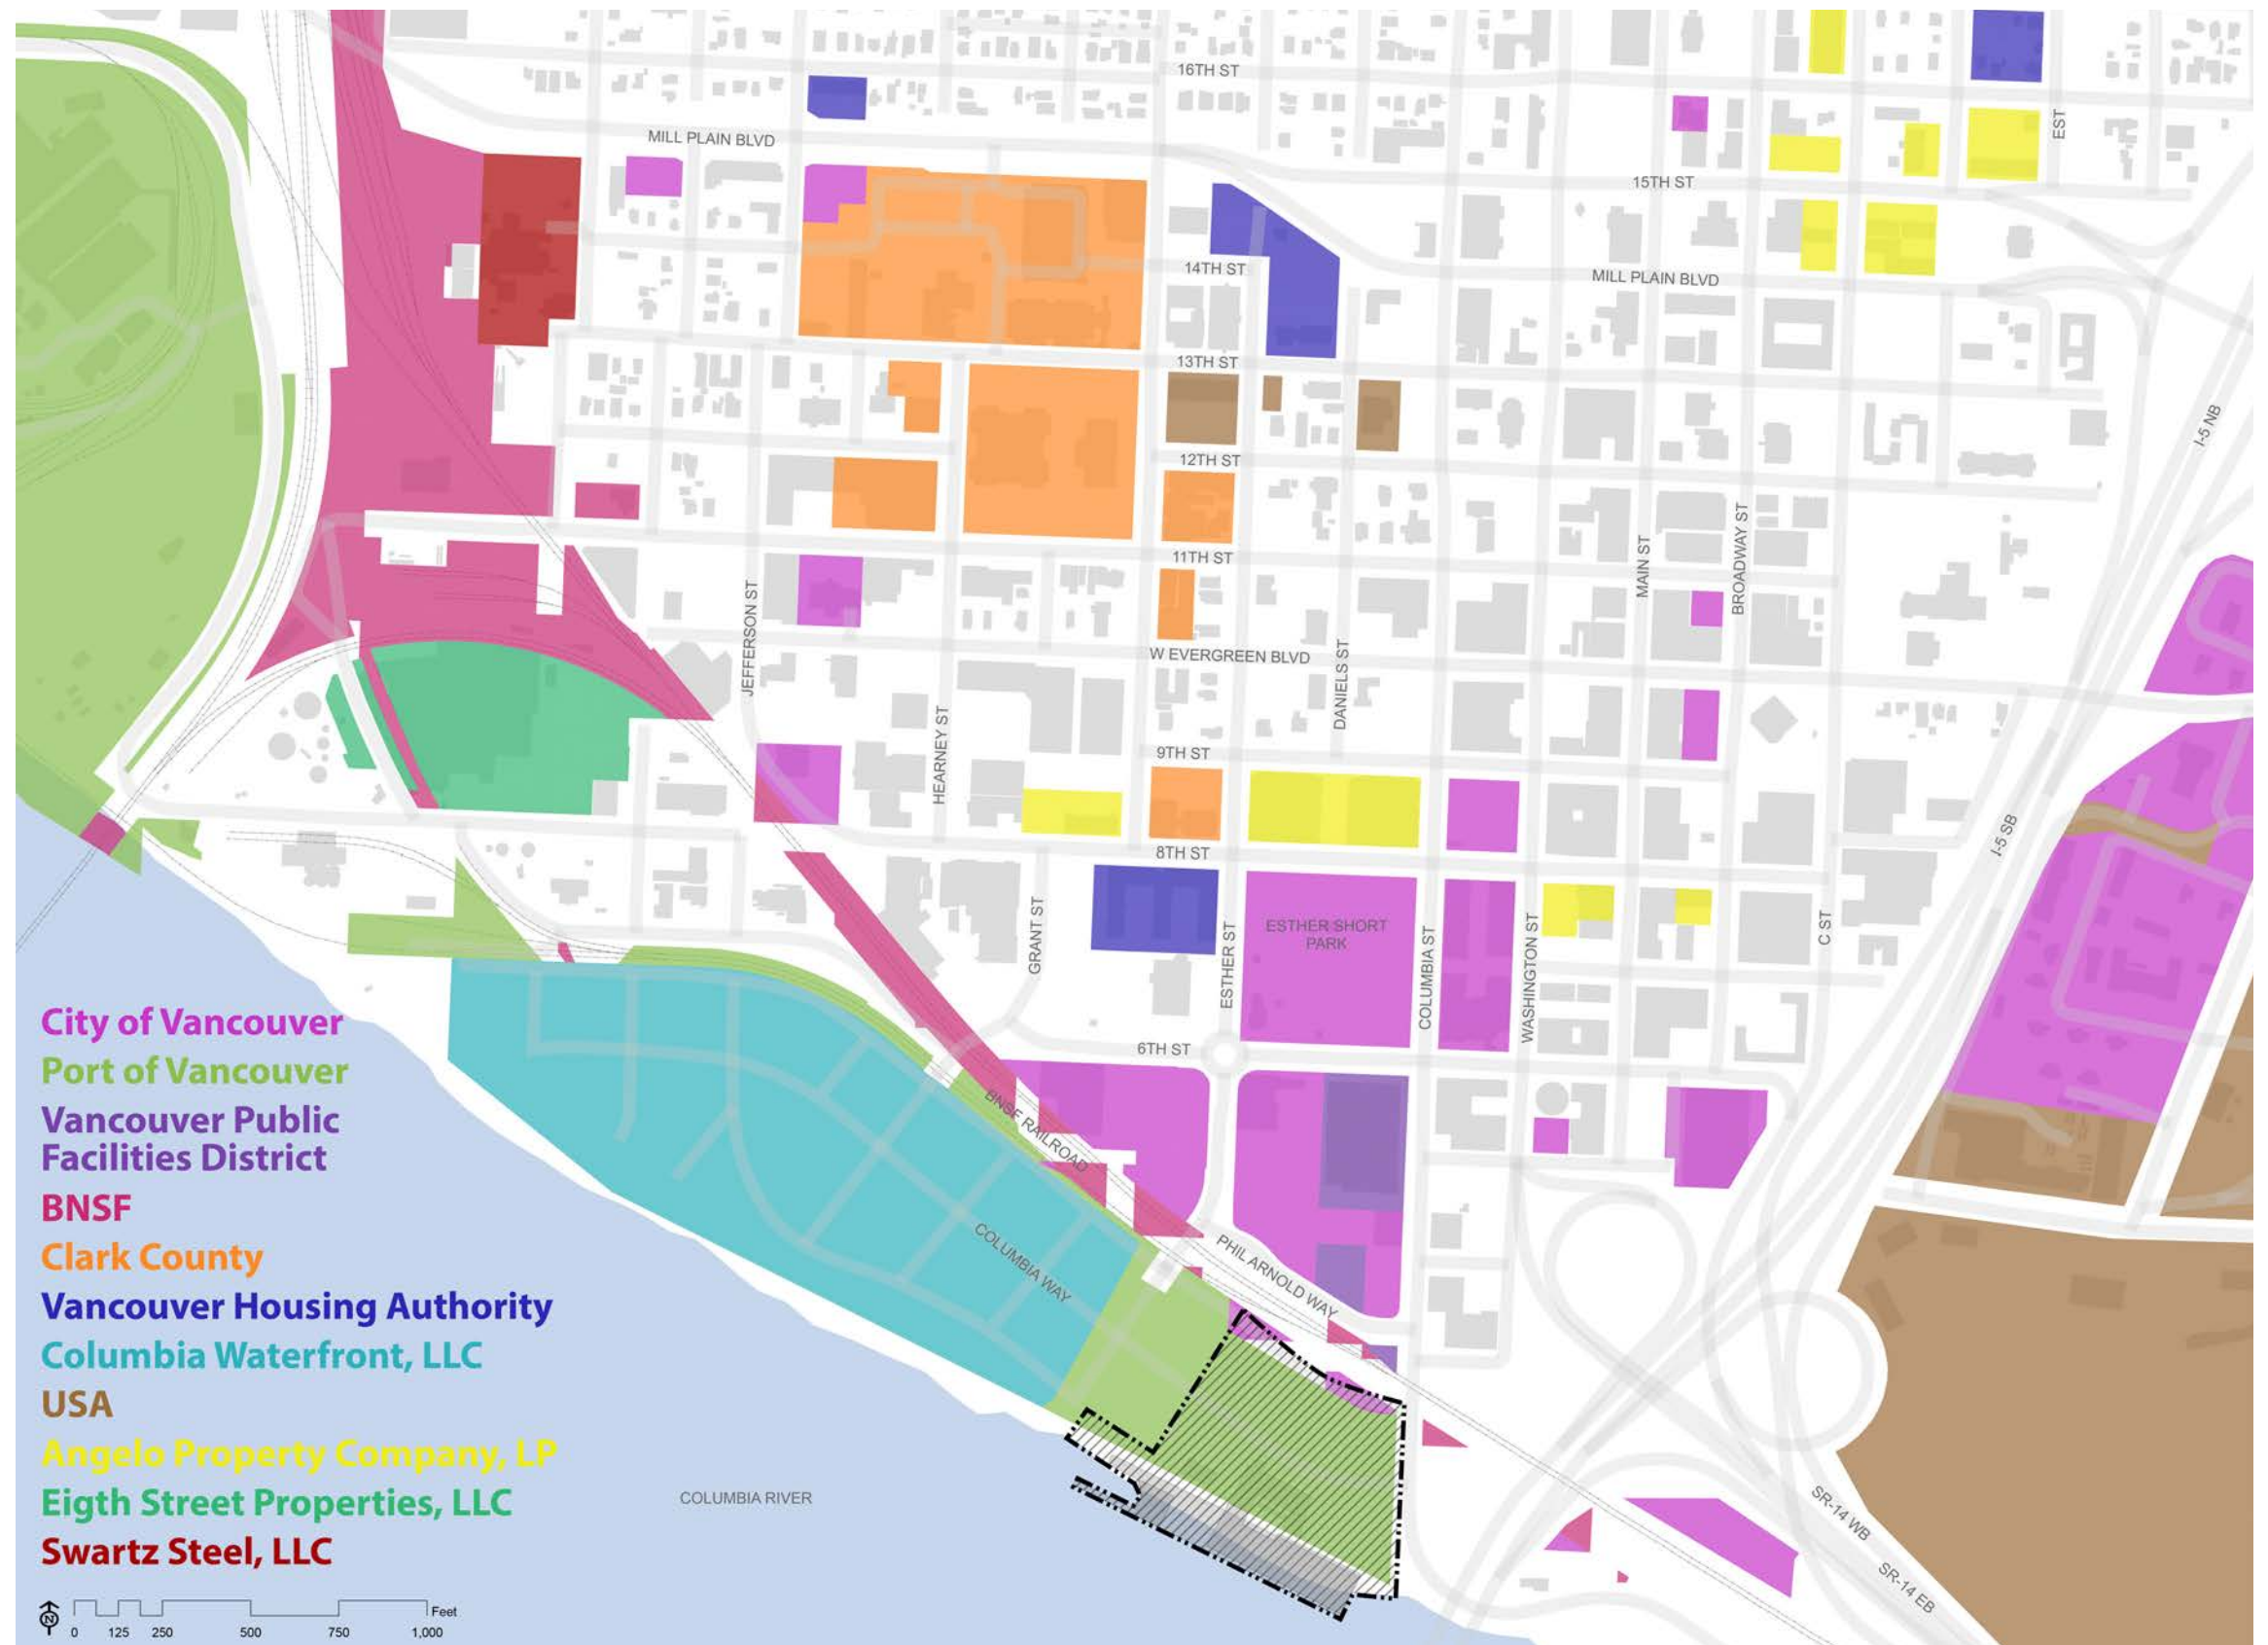 16TH ST
MILL PLAIN BLVD
EST
15TH ST
14TH ST
MILL PLAIN BLVD
13TH ST
I-5 NB
12TH ST
11TH ST
JEFFERSON ST
MAIN ST
BROADWAY ST
W EVERGREEN BLVD
DANIELS ST
HEARNEY ST
9TH ST
I-5 SB
8TH ST
GRANT ST
ESTHER ST
ESTHER SHORT
PARK
COLUMBIA ST
WASHINGTON ST
C ST
6TH ST
BNSF RAILROAD
COLUMBIA WAY
PHIL ARNOLD WAY
COLUMBIA RIVER
SR-14 WB
SR-14 EB
City of Vancouver
Port of Vancouver
Vancouver Public
Facilities District
BNSF
Clark County
Vancouver Housing Authority
Columbia Waterfront, LLC
USA
Angelo Property Company, LP
Eigth Street Properties, LLC
Swartz Steel, LLC
N
Feet
0 125 250 500 750 1,000